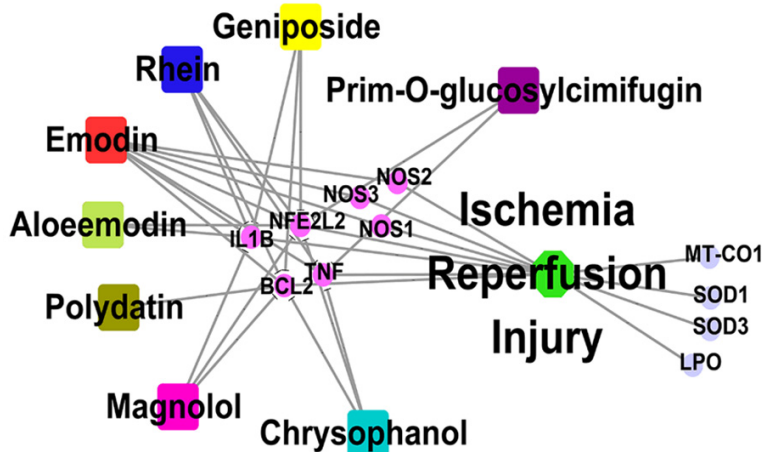 Geniposide
Rhein
Prim-O-glucosylcimifugin
Emodin
NOS2
NOS3
Ischemia
Aloeemodin
NFE2L2
NOS1
IL1B
MT-CO1
Reperfusion
TNF
BCL2
SOD1
Polydatin
SOD3
Injury
LPO
Magnolol
Chrysophanol